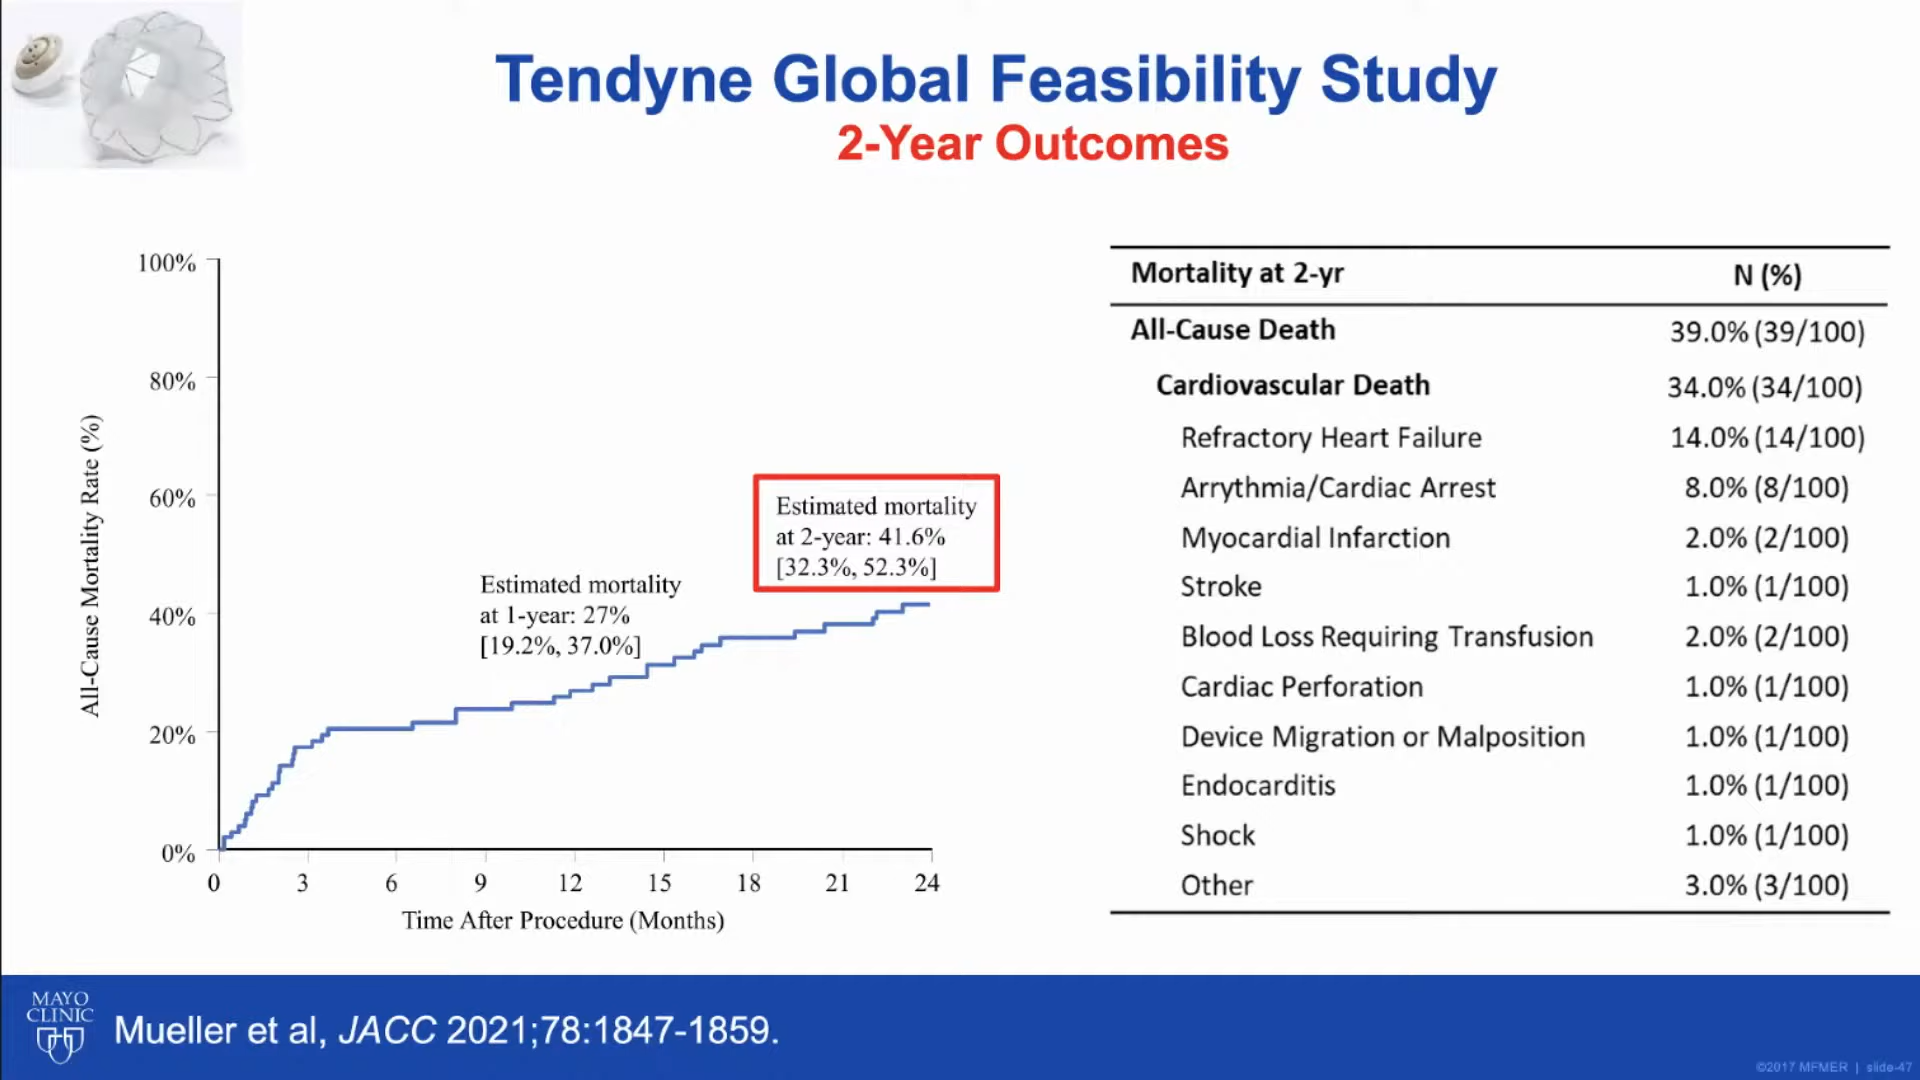 Tendyne Global Feasibility Study
2-Year Outcomes
All-Cause Mortality Rate (%)
100%
80%
60%
40%
20%
0%
0 3 6 9 12 15 18 21 24
Time After Procedure (Months)
Estimated mortality
at 1-year: 27%
[19.2%, 37.0%]
Estimated mortality
at 2-year: 41.6%
[32.3%, 52.3%]
Mortality at 2-yr N (%)
All-Cause Death 39.0% (39/100)
Cardiovascular Death 34.0% (34/100)
Refractory Heart Failure 14.0% (14/100)
Arrythmia/Cardiac Arrest 8.0% (8/100)
Myocardial Infarction 2.0% (2/100)
Stroke 1.0% (1/100)
Blood Loss Requiring Transfusion 2.0% (2/100)
Cardiac Perforation 1.0% (1/100)
Device Migration or Malposition 1.0% (1/100)
Endocarditis 1.0% (1/100)
Shock 1.0% (1/100)
Other 3.0% (3/100)
MAYO
CLINIC
Mueller et al, JACC 2021;78:1847-1859.
©2017 MFMER | slide-47